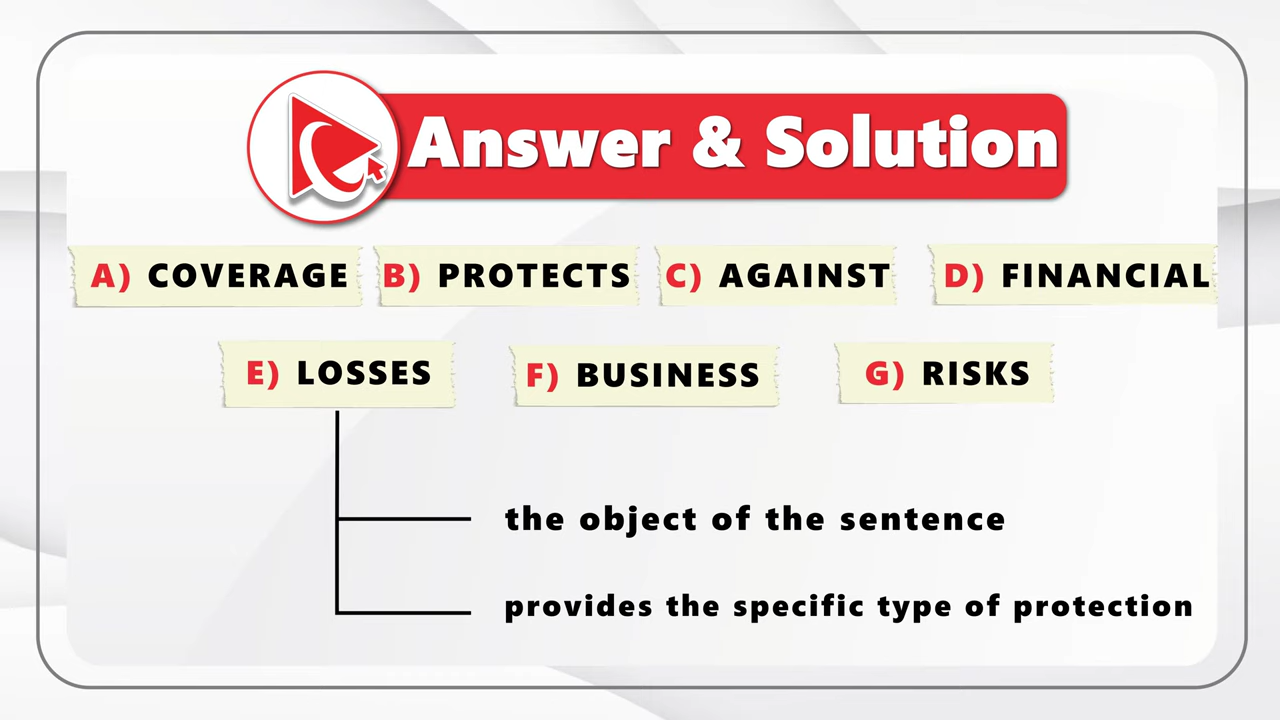 Answer & Solution
A) COVERAGE B) PROTECTS C) AGAINST D) FINANCIAL
E) LOSSES F) BUSINESS G) RISKS
the object of the sentence
provides the specific type of protection